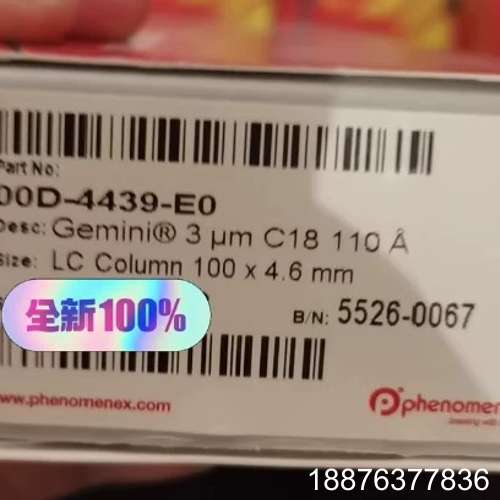 Part No:
00D-4439-E0
Desc: Gemini® 3 µm C18 110 Å
Size: LC Column 100 x 4.6 mm
全新100%
B/N: 5526-0067
www.phenomenex.com
phenomen
18876377836